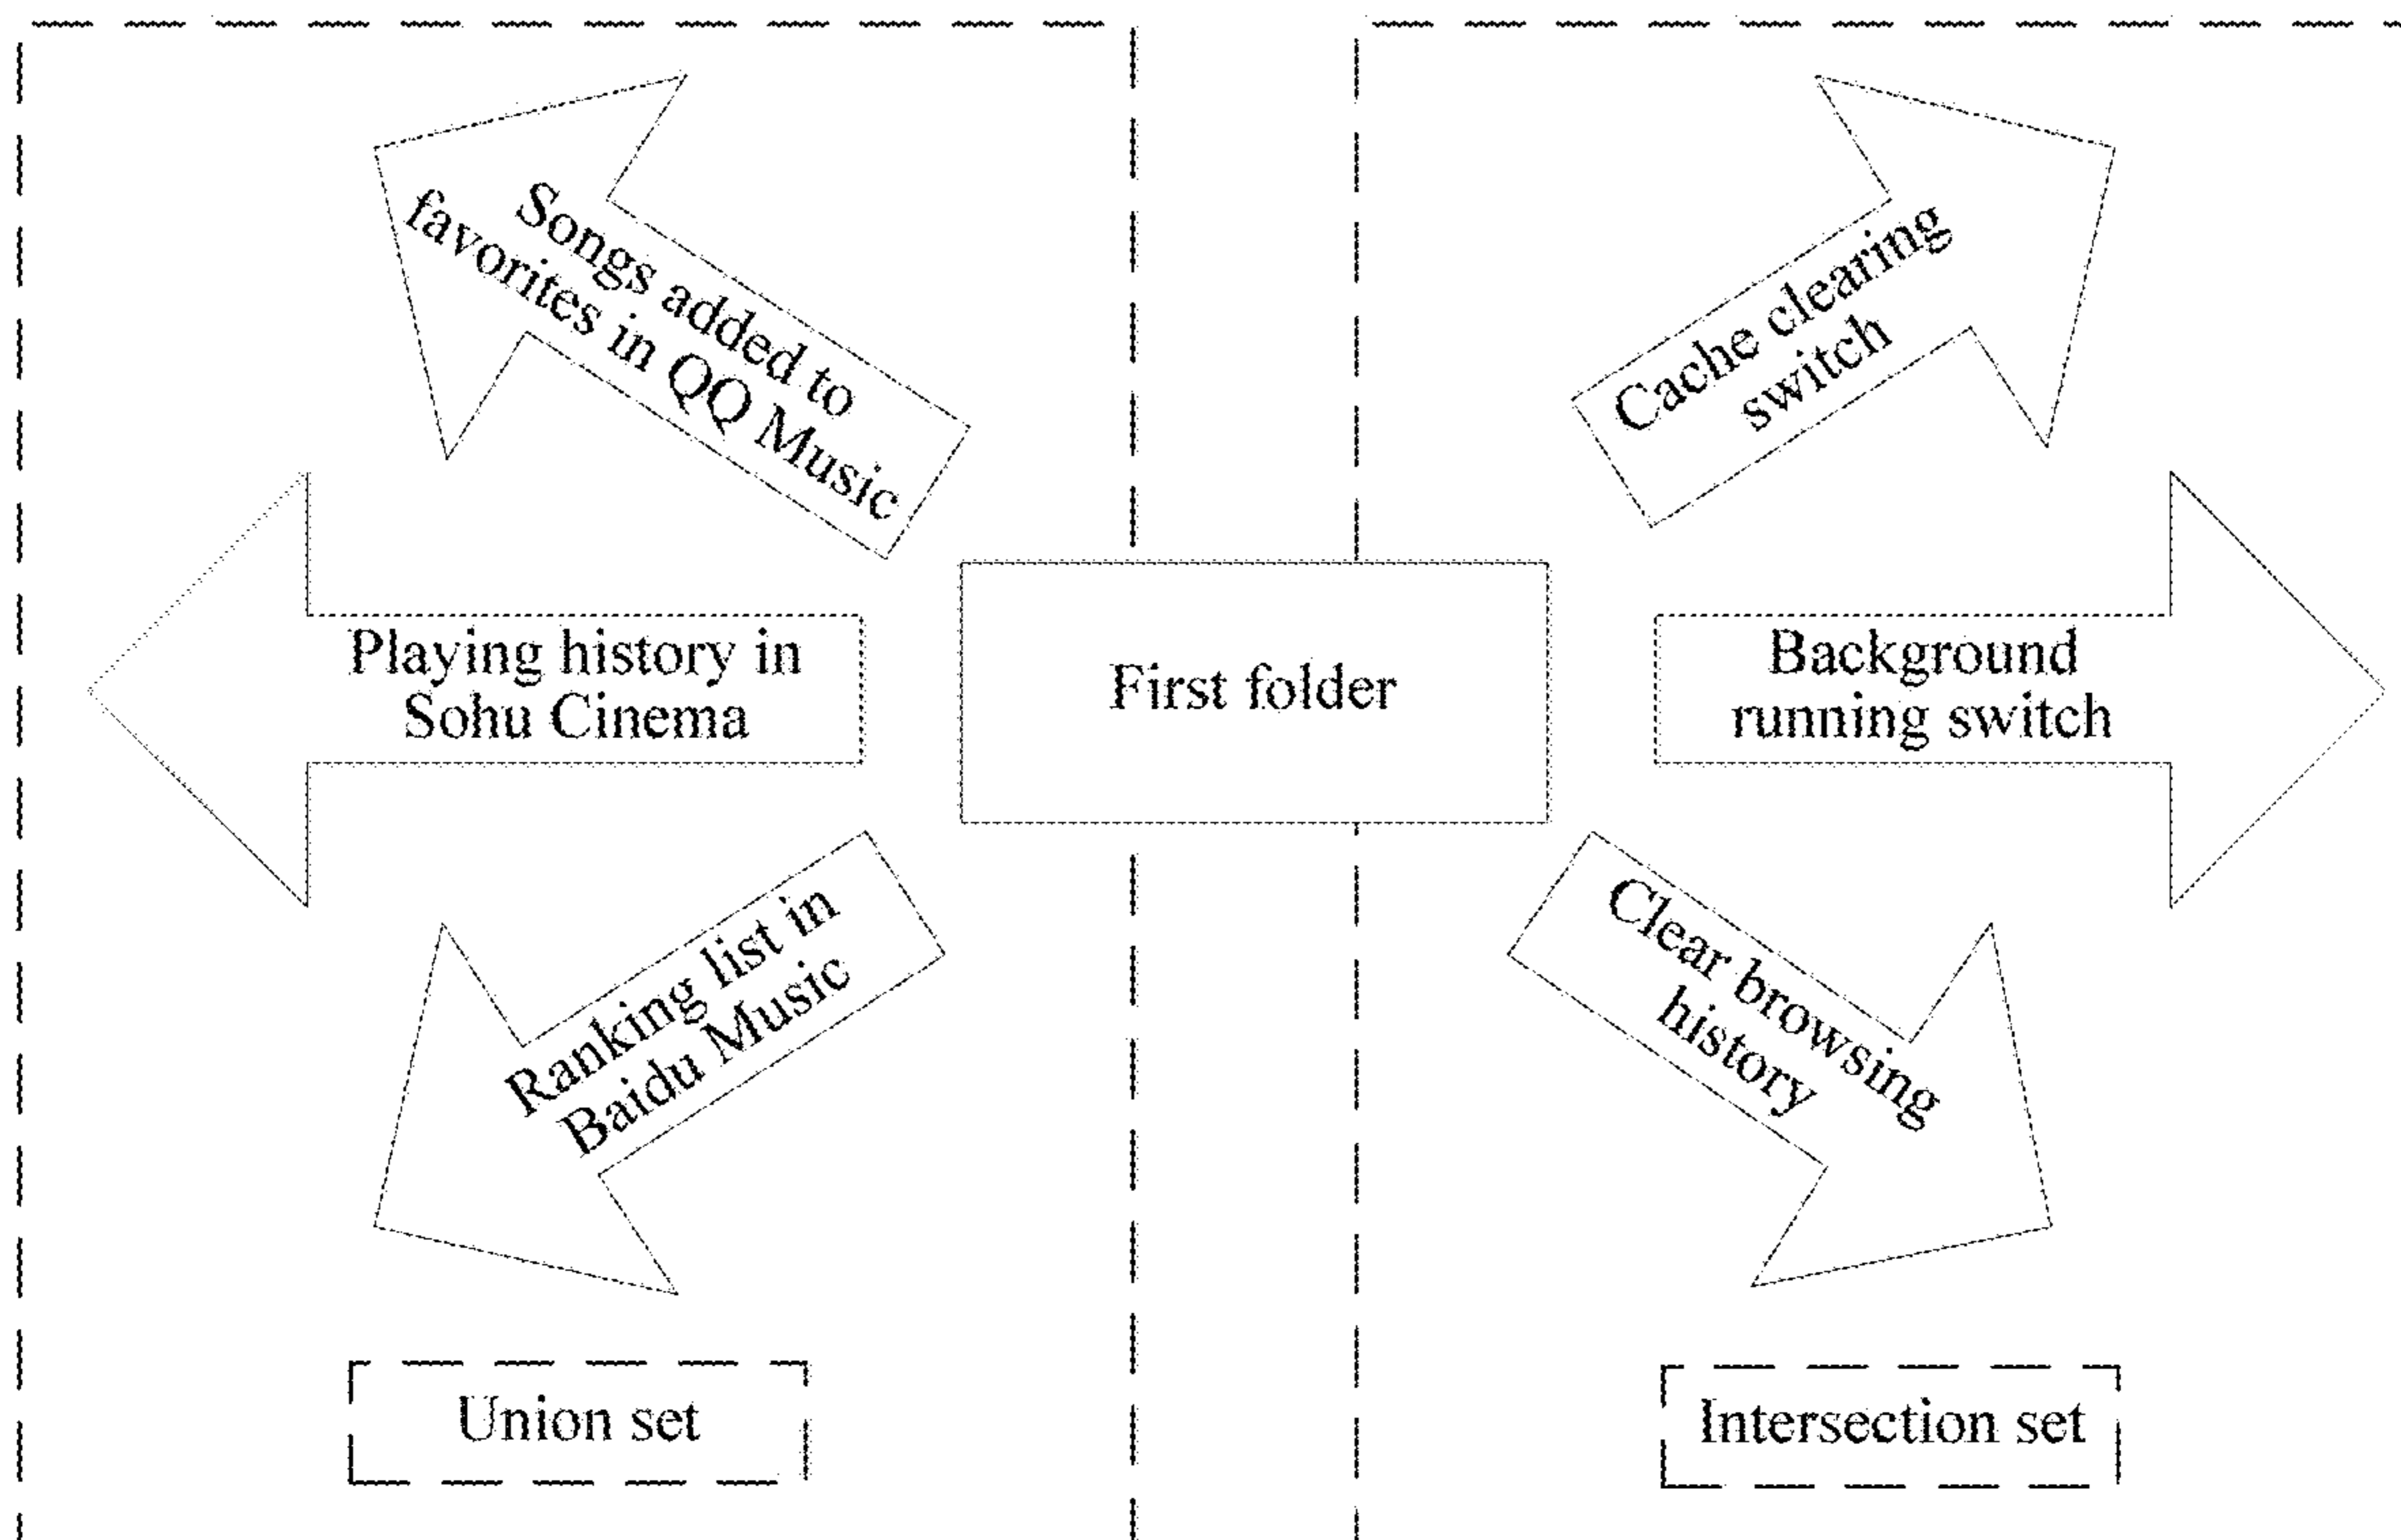 Songs added to
favorites in QQ Music
Cache clearing
switch
Playing history in
Sohu Cinema
First folder
Background
running switch
Ranking list in
Baidu Music
Clear browsing
history
Union set
Intersection set